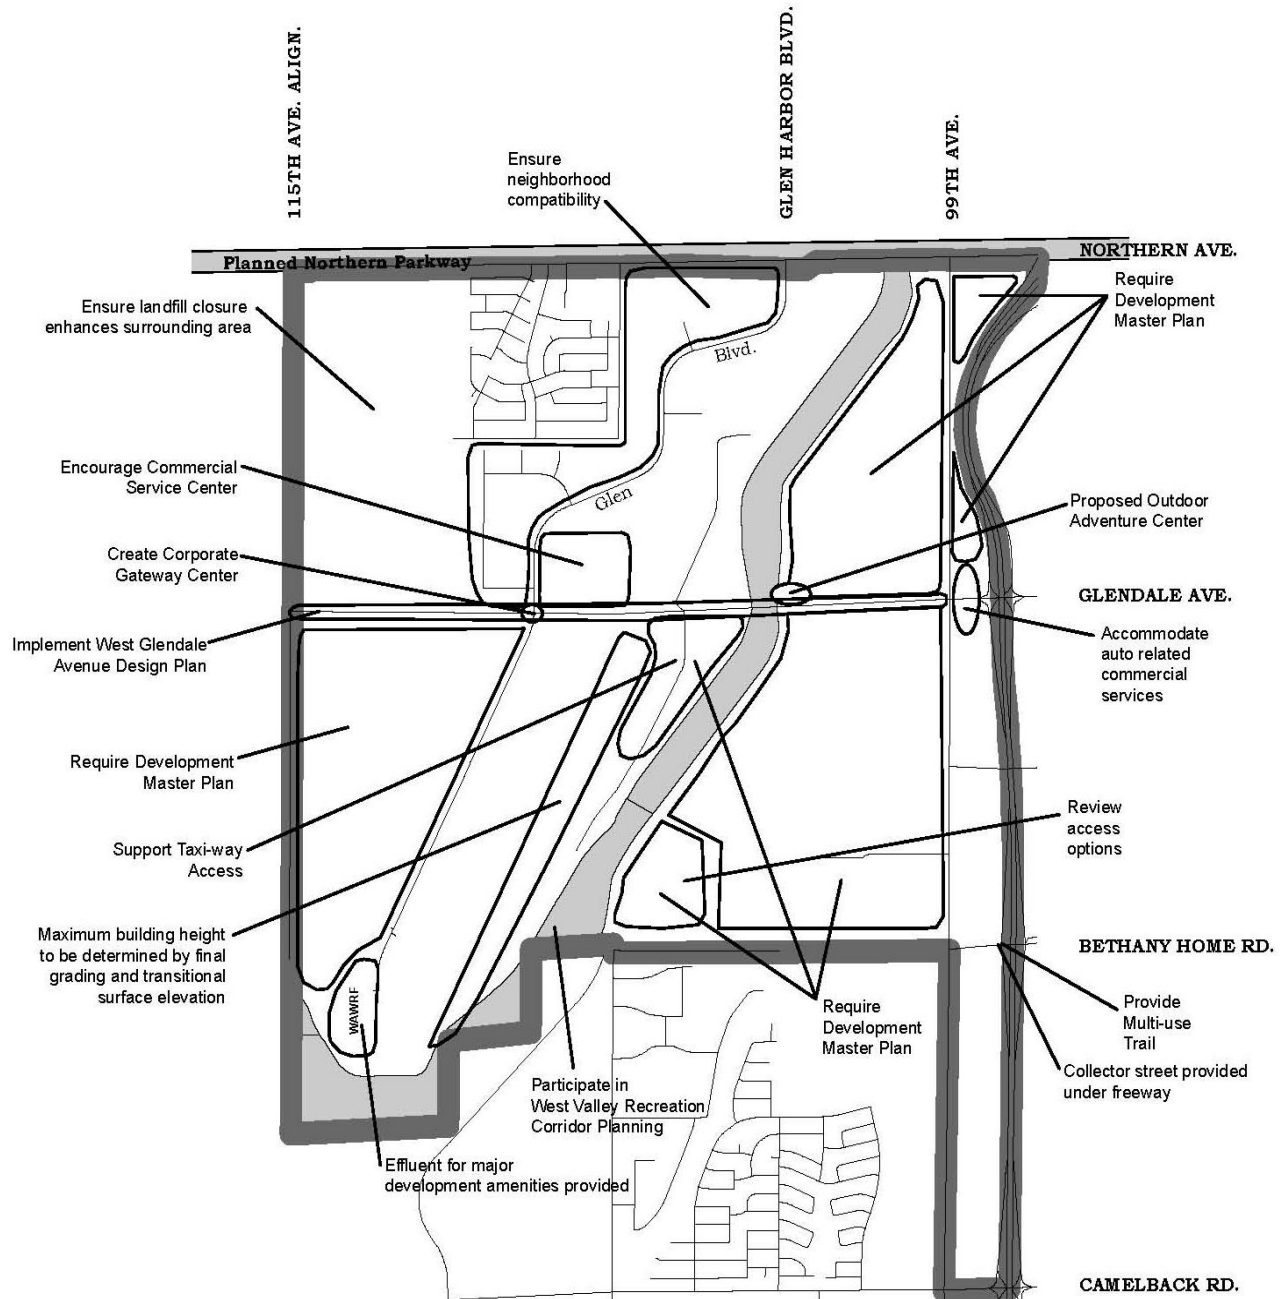 115TH AVE. ALIGN.
GLEN HARBOR BLVD.
99TH AVE.
Ensure
neighborhood
compatibility
NORTHERN AVE.
Planned Northern Parkway
Require
Development
Master Plan
Ensure landfill closure
enhances surrounding area
Blvd.
Encourage Commercial
Service Center
Glen
Proposed Outdoor
Adventure Center
Create Corporate
Gateway Center
GLENDALE AVE.
Implement West Glendale
Avenue Design Plan
Accommodate
auto related
commercial
services
Require Development
Master Plan
Review
access
options
Support Taxi-way
Access
Maximum building height
to be determined by final
grading and transitional
surface elevation
BETHANY HOME RD.
WAWRF
Require
Development
Master Plan
Provide
Multi-use
Trail
Collector street provided
under freeway
Participate in
West Valley Recreation
Corridor Planning
Effluent for major
development amenities provided
CAMELBACK RD.